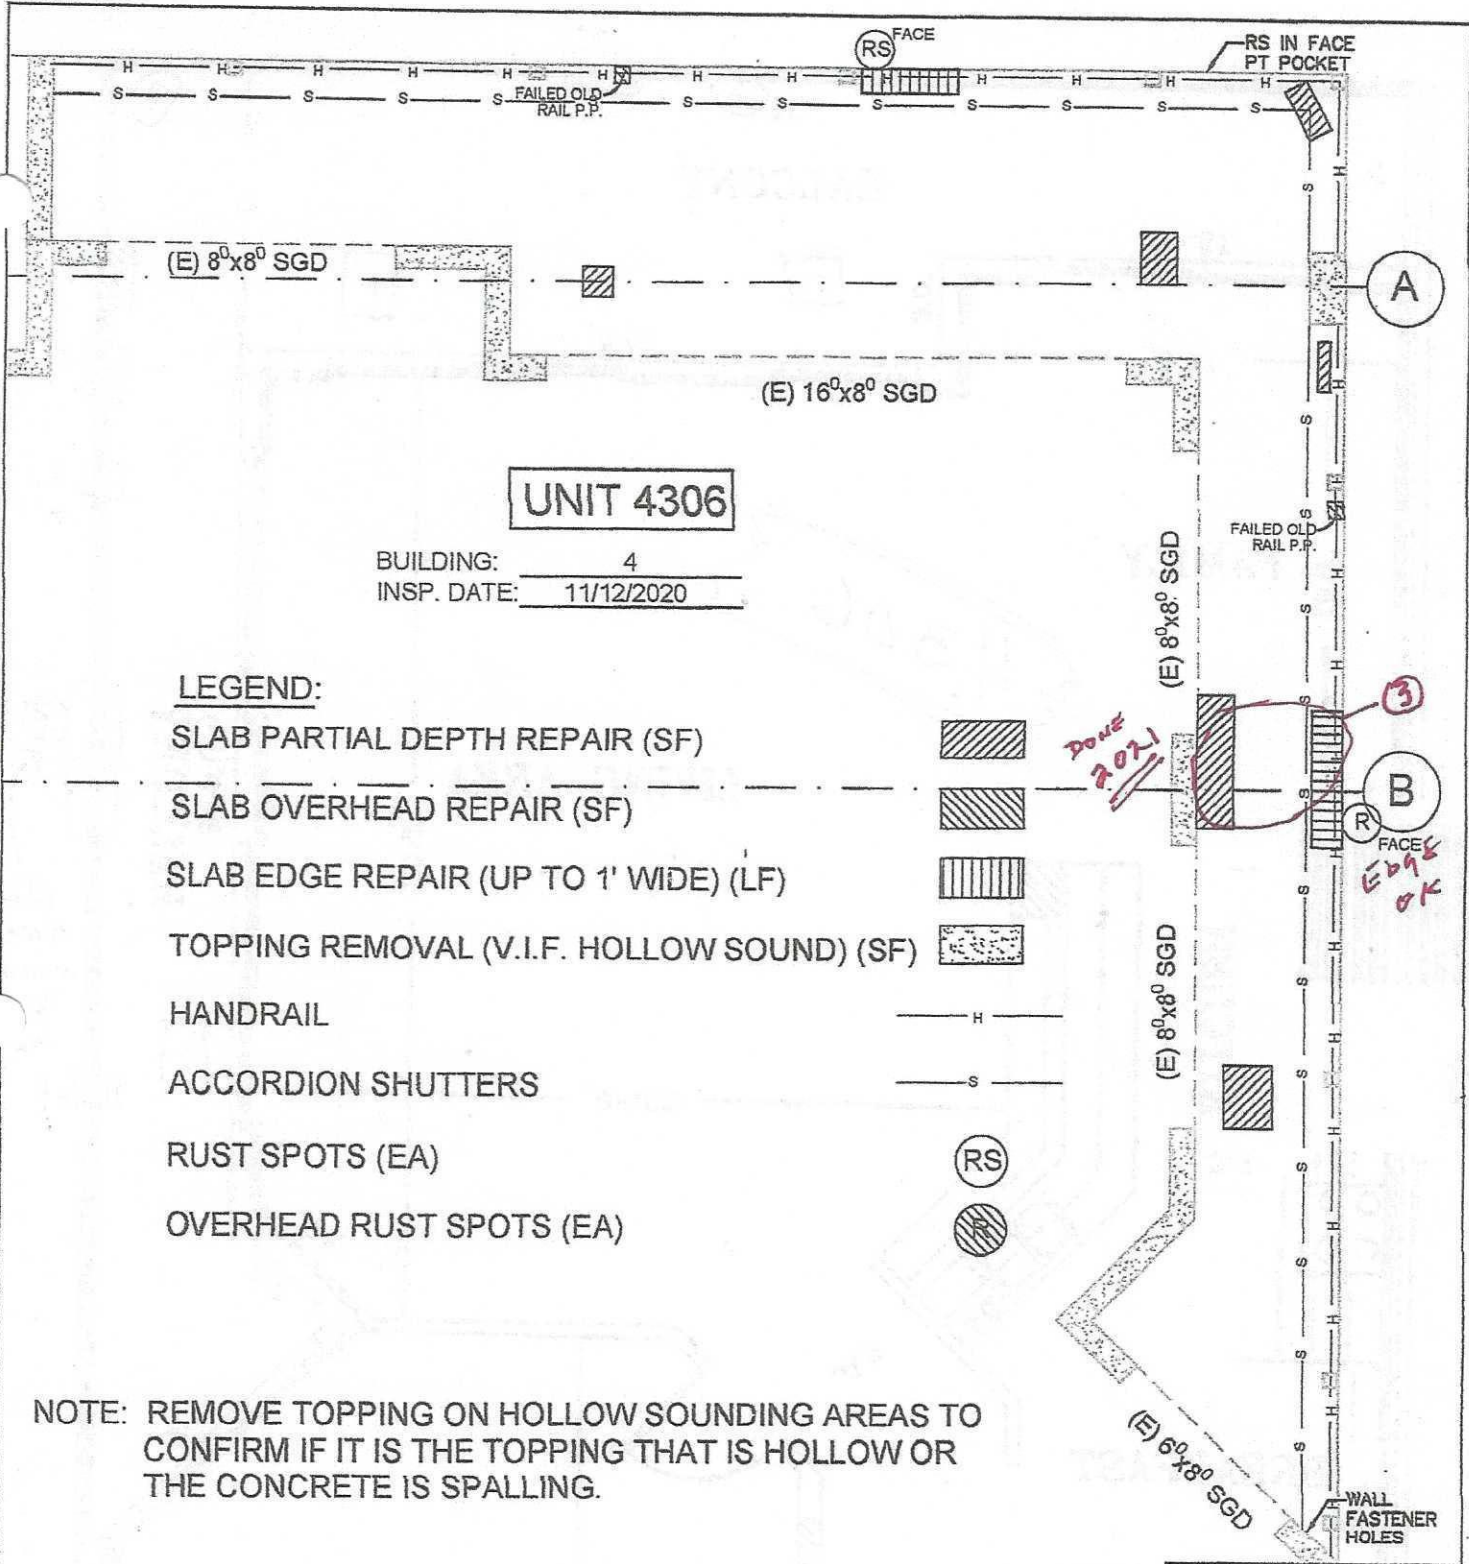 RS FACE
RS IN FACE
PT POCKET
H H H H H H H H H H H H H
S S S S S S S S S S S S S
FAILED OLD
RAIL P.P.
(E) 8⁰x8⁰ SGD
A
(E) 16⁰x8⁰ SGD
UNIT 4306
BUILDING: 4
INSP. DATE: 11/12/2020
FAILED OLD
RAIL P.P.
(E) 8⁰x8⁰ SGD
LEGEND:
SLAB PARTIAL DEPTH REPAIR (SF)
DONE
2021
3
B
R
FACE
EDGE
OK
SLAB OVERHEAD REPAIR (SF)
SLAB EDGE REPAIR (UP TO 1' WIDE) (LF)
TOPPING REMOVAL (V.I.F. HOLLOW SOUND) (SF)
HANDRAIL H
ACCORDION SHUTTERS S
RUST SPOTS (EA) RS
OVERHEAD RUST SPOTS (EA) R
(E) 8⁰x8⁰ SGD
NOTE: REMOVE TOPPING ON HOLLOW SOUNDING AREAS TO
CONFIRM IF IT IS THE TOPPING THAT IS HOLLOW OR
THE CONCRETE IS SPALLING.
(E) 6⁰x8⁰ SGD
WALL
FASTENER
HOLES